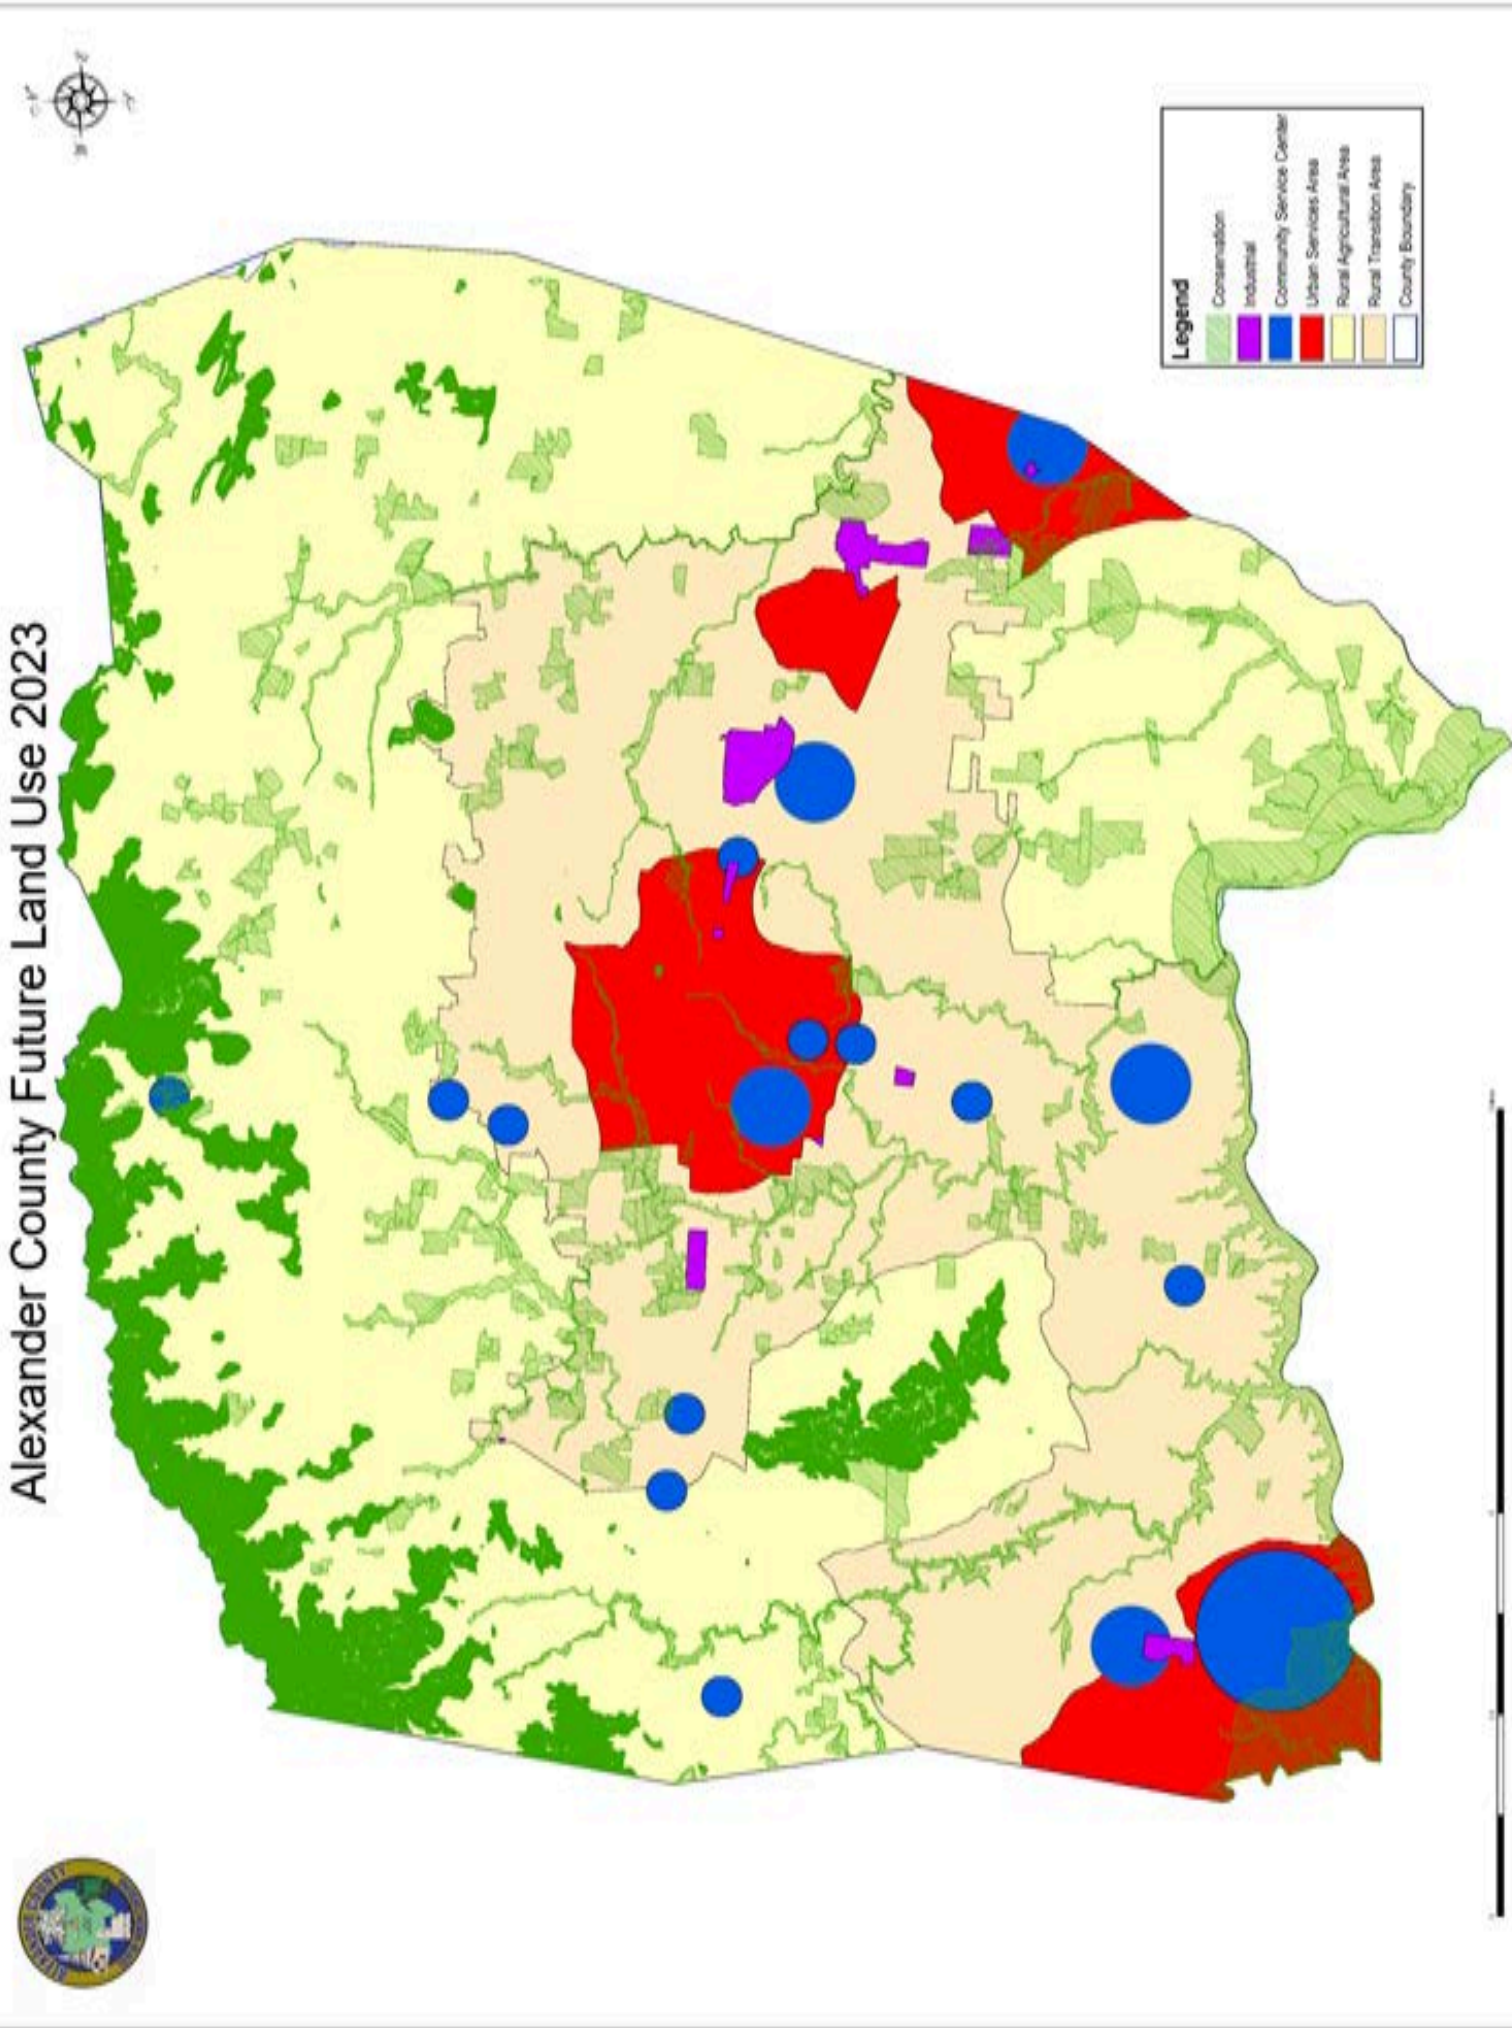 Alexander County Future Land Use 2023
Legend
Conservation
Industrial
Community Service Center
Urban Services Area
Rural Agricultural Area
Rural Transition Area
County Boundary